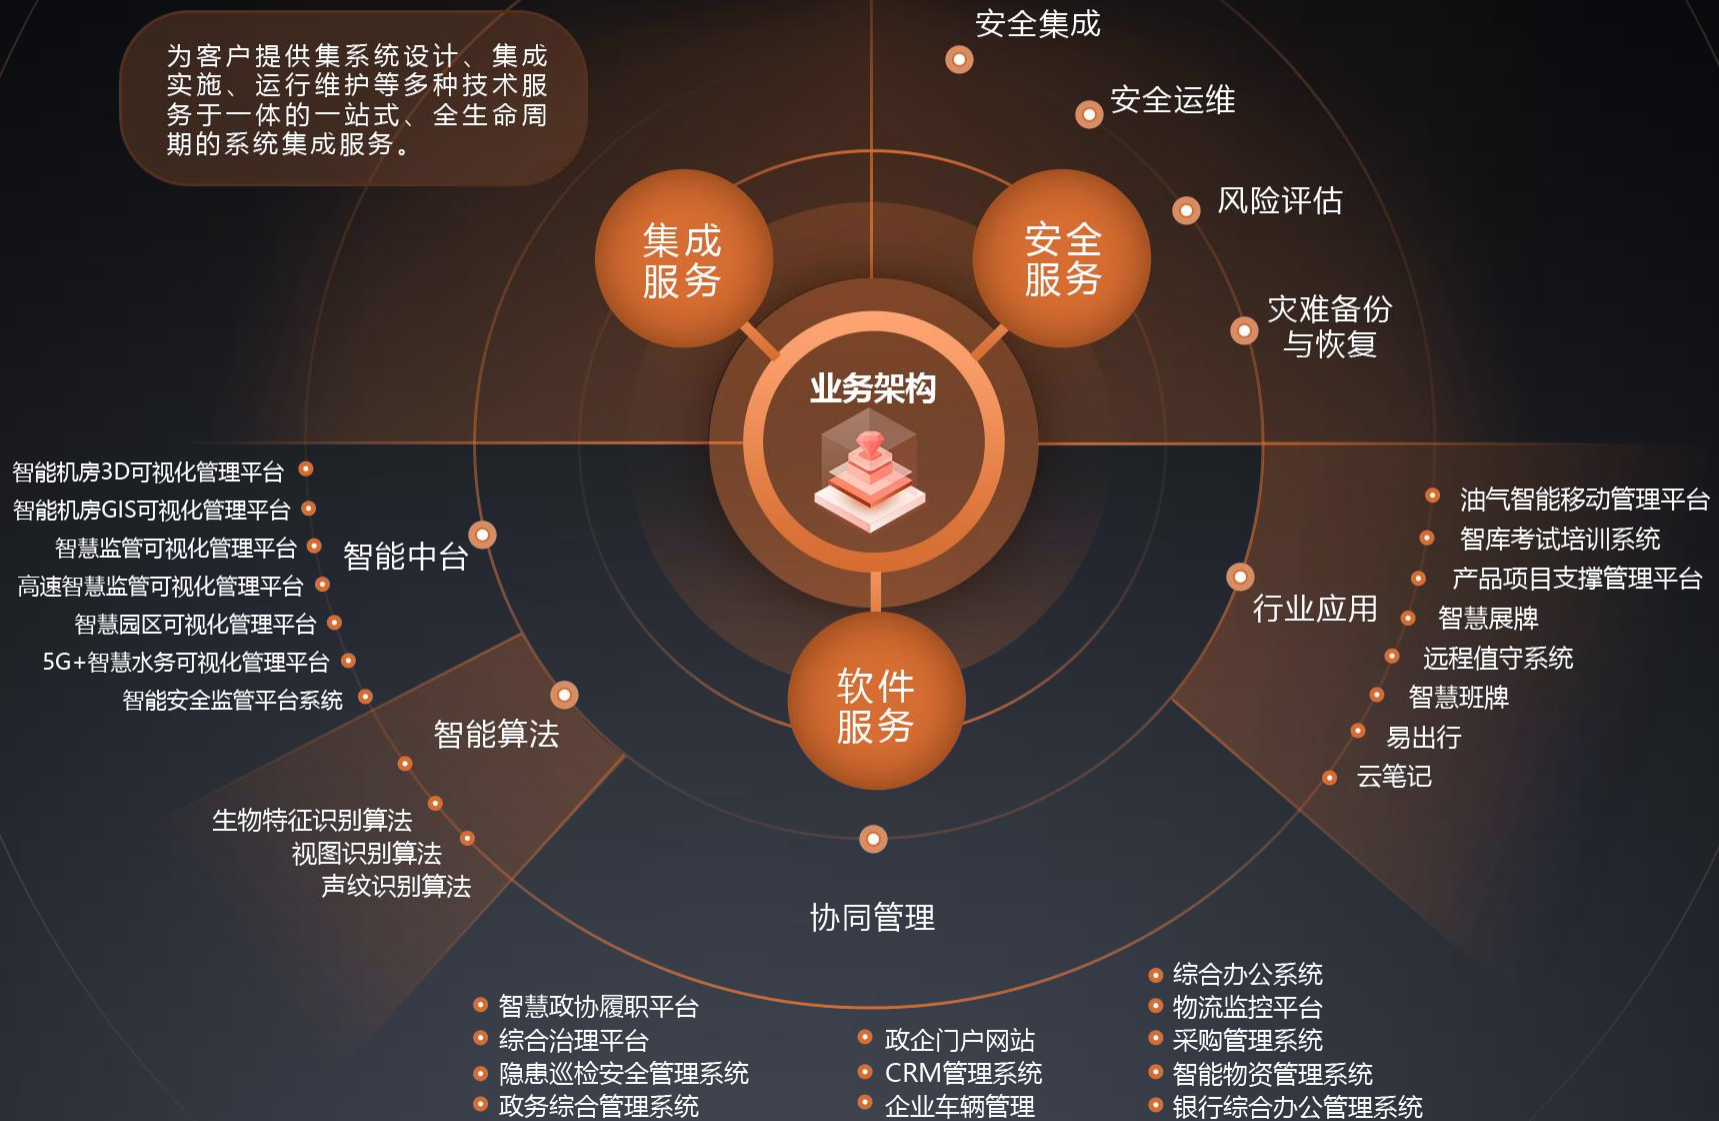 为客户提供集系统设计、集成
实施、运行维护等多种技术服
务于一体的一站式、全生命周
期的系统集成服务。
安全集成
安全运维
风险评估
灾难备份
与恢复
集成
服务
安全
服务
业务架构
软件
服务
智能机房3D可视化管理平台
智能机房GIS可视化管理平台
智慧监管可视化管理平台
高速智慧监管可视化管理平台
智慧园区可视化管理平台
5G+智慧水务可视化管理平台
智能安全监管平台系统
智能中台
智能算法
生物特征识别算法
视图识别算法
声纹识别算法
行业应用
油气智能移动管理平台
智库考试培训系统
产品项目支撑管理平台
智慧展牌
远程值守系统
智慧班牌
易出行
云笔记
协同管理
智慧政协履职平台
综合治理平台
隐患巡检安全管理系统
政务综合管理系统
政企门户网站
CRM管理系统
企业车辆管理
综合办公系统
物流监控平台
采购管理系统
智能物资管理系统
银行综合办公管理系统